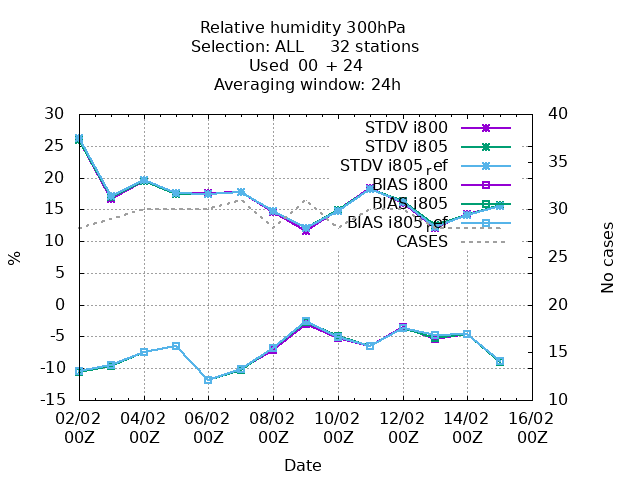 Relative humidity 300hPa
Selection: ALL 32 stations
Used 00 + 24
Averaging window: 24h
30
25
20
15
10
5
0
-5
-10
-15
%
40
35
30
25
20
15
10
No cases
STDV i800
STDV i805
STDV i805ref
BIAS i800
BIAS i805
BIAS i805ref
CASES
02/02 04/02 06/02 08/02 10/02 12/02 14/02 16/02
00Z 00Z 00Z 00Z 00Z 00Z 00Z 00Z
Date